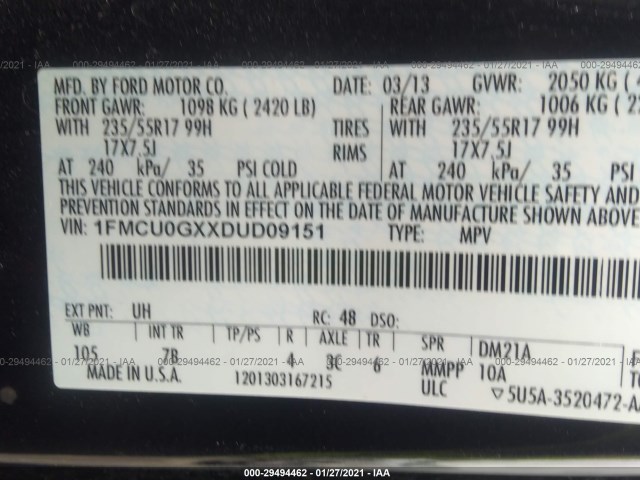 000-29494462 - 01/27/2021 - IAA
MFD. BY FORD MOTOR CO. DATE: 03/13 GVWR: 2050 KG (
FRONT GAWR: 1098 KG ( 2420 LB) REAR GAWR: 1006 KG (
WITH 235/55R17 99H TIRES WITH 235/55R17 99H
17X7.5J RIMS 17X7.5J
AT 240 kPa/ 35 PSI COLD AT 240 kPa/ 35 PSI
THIS VEHICLE CONFORMS TO ALL APPLICABLE FEDERAL MOTOR VEHICLE SAFETY AND
PREVENTION STANDARDS IN EFFECT ON THE DATE OF MANUFACTURE SHOWN ABOVE
VIN: 1FMCU0GXXDUD09151 TYPE: MPV
EXT PNT: UH RC: 48 DSO:
WB INT TR TP/PS R AXLE TR SPR DM21A
105 7B 4 3C 6 MMPP 10A
MADE IN U.S.A. 1201303167215 ULC ▽5U5A-3520472-A
000-29494462 - 01/27/2021 - IAA